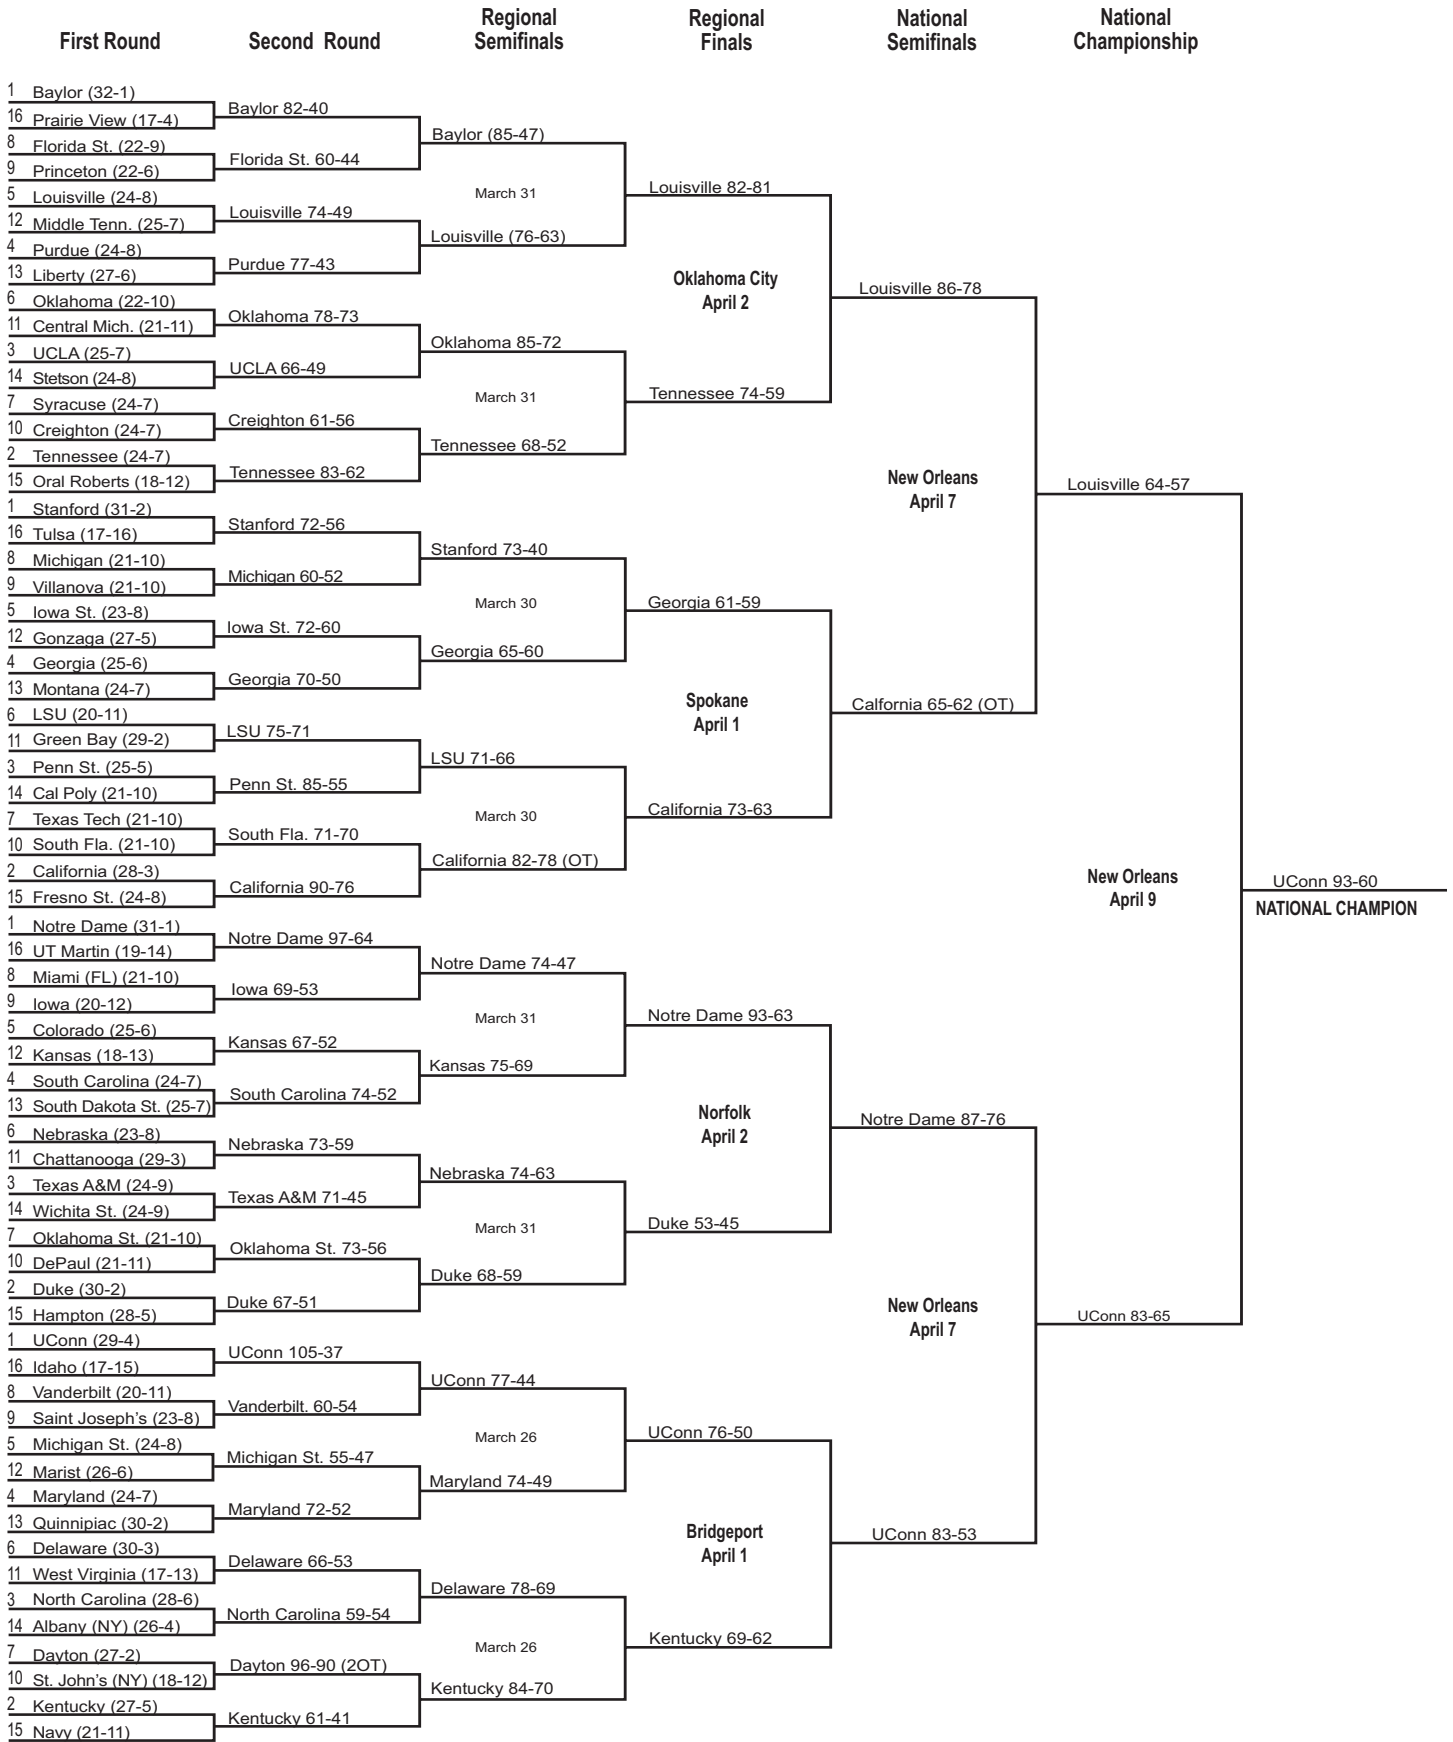 First Round
Second Round
Regional
Semifinals
Regional
Finals
National
Semifinals
National
Championship
1 Baylor (32-1)
16 Prairie View (17-4)
8 Florida St. (22-9)
9 Princeton (22-6)
5 Louisville (24-8)
12 Middle Tenn. (25-7)
4 Purdue (24-8)
13 Liberty (27-6)
6 Oklahoma (22-10)
11 Central Mich. (21-11)
3 UCLA (25-7)
14 Stetson (24-8)
7 Syracuse (24-7)
10 Creighton (24-7)
2 Tennessee (24-7)
15 Oral Roberts (18-12)
1 Stanford (31-2)
16 Tulsa (17-16)
8 Michigan (21-10)
9 Villanova (21-10)
5 Iowa St. (23-8)
12 Gonzaga (27-5)
4 Georgia (25-6)
13 Montana (24-7)
6 LSU (20-11)
11 Green Bay (29-2)
3 Penn St. (25-5)
14 Cal Poly (21-10)
7 Texas Tech (21-10)
10 South Fla. (21-10)
2 California (28-3)
15 Fresno St. (24-8)
1 Notre Dame (31-1)
16 UT Martin (19-14)
8 Miami (FL) (21-10)
9 Iowa (20-12)
5 Colorado (25-6)
12 Kansas (18-13)
4 South Carolina (24-7)
13 South Dakota St. (25-7)
6 Nebraska (23-8)
11 Chattanooga (29-3)
3 Texas A&M (24-9)
14 Wichita St. (24-9)
7 Oklahoma St. (21-10)
10 DePaul (21-11)
2 Duke (30-2)
15 Hampton (28-5)
1 UConn (29-4)
16 Idaho (17-15)
8 Vanderbilt (20-11)
9 Saint Joseph's (23-8)
5 Michigan St. (24-8)
12 Marist (26-6)
4 Maryland (24-7)
13 Quinnipiac (30-2)
6 Delaware (30-3)
11 West Virginia (17-13)
3 North Carolina (28-6)
14 Albany (NY) (26-4)
7 Dayton (27-2)
10 St. John's (NY) (18-12)
2 Kentucky (27-5)
15 Navy (21-11)
Baylor 82-40
Florida St. 60-44
Louisville 74-49
Purdue 77-43
Oklahoma 78-73
UCLA 66-49
Creighton 61-56
Tennessee 83-62
Stanford 72-56
Michigan 60-52
Iowa St. 72-60
Georgia 70-50
LSU 75-71
Penn St. 85-55
South Fla. 71-70
California 90-76
Notre Dame 97-64
Iowa 69-53
Kansas 67-52
South Carolina 74-52
Nebraska 73-59
Texas A&M 71-45
Oklahoma St. 73-56
Duke 67-51
UConn 105-37
Vanderbilt. 60-54
Michigan St. 55-47
Maryland 72-52
Delaware 66-53
North Carolina 59-54
Dayton 96-90 (2OT)
Kentucky 61-41
Baylor (85-47)
March 31
Louisville (76-63)
Oklahoma 85-72
March 31
Tennessee 68-52
Stanford 73-40
March 30
Georgia 65-60
LSU 71-66
March 30
California 82-78 (OT)
Notre Dame 74-47
March 31
Kansas 75-69
Nebraska 74-63
March 31
Duke 68-59
UConn 77-44
March 26
Maryland 74-49
Delaware 78-69
March 26
Kentucky 84-70
Louisville 82-81
Oklahoma City
April 2
Tennessee 74-59
Georgia 61-59
Spokane
April 1
California 73-63
Notre Dame 93-63
Norfolk
April 2
Duke 53-45
UConn 76-50
Bridgeport
April 1
Kentucky 69-62
Louisville 86-78
New Orleans
April 7
Calfornia 65-62 (OT)
Notre Dame 87-76
New Orleans
April 7
UConn 83-53
Louisville 64-57
New Orleans
April 9
UConn 83-65
UConn 93-60
NATIONAL CHAMPION